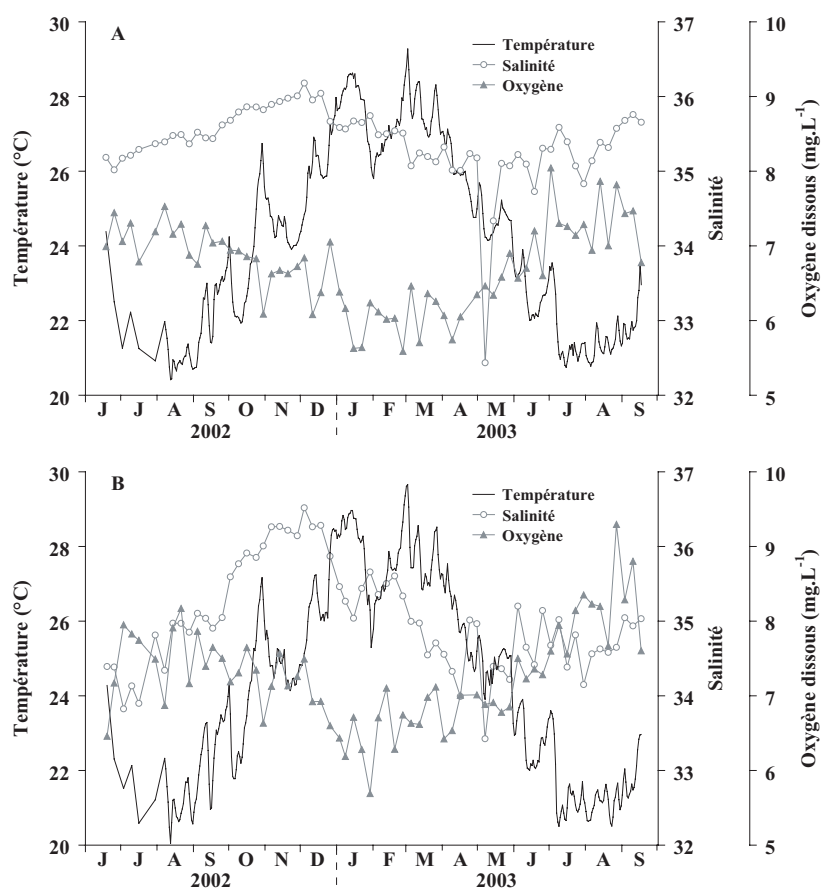 A
Température
Salinité
Oxygène
30
28
26
24
22
20
Température (°C)
37
36
35
34
33
32
Salinité
10
9
8
7
6
5
Oxygène dissous (mg.L-1)
J J A S O N D J F M A M J J A S
2002 2003
B
Température
Salinité
Oxygène
30
28
26
24
22
20
Température (°C)
37
36
35
34
33
32
Salinité
10
9
8
7
6
5
Oxygène dissous (mg.L-1)
J J A S O N D J F M A M J J A S
2002 2003